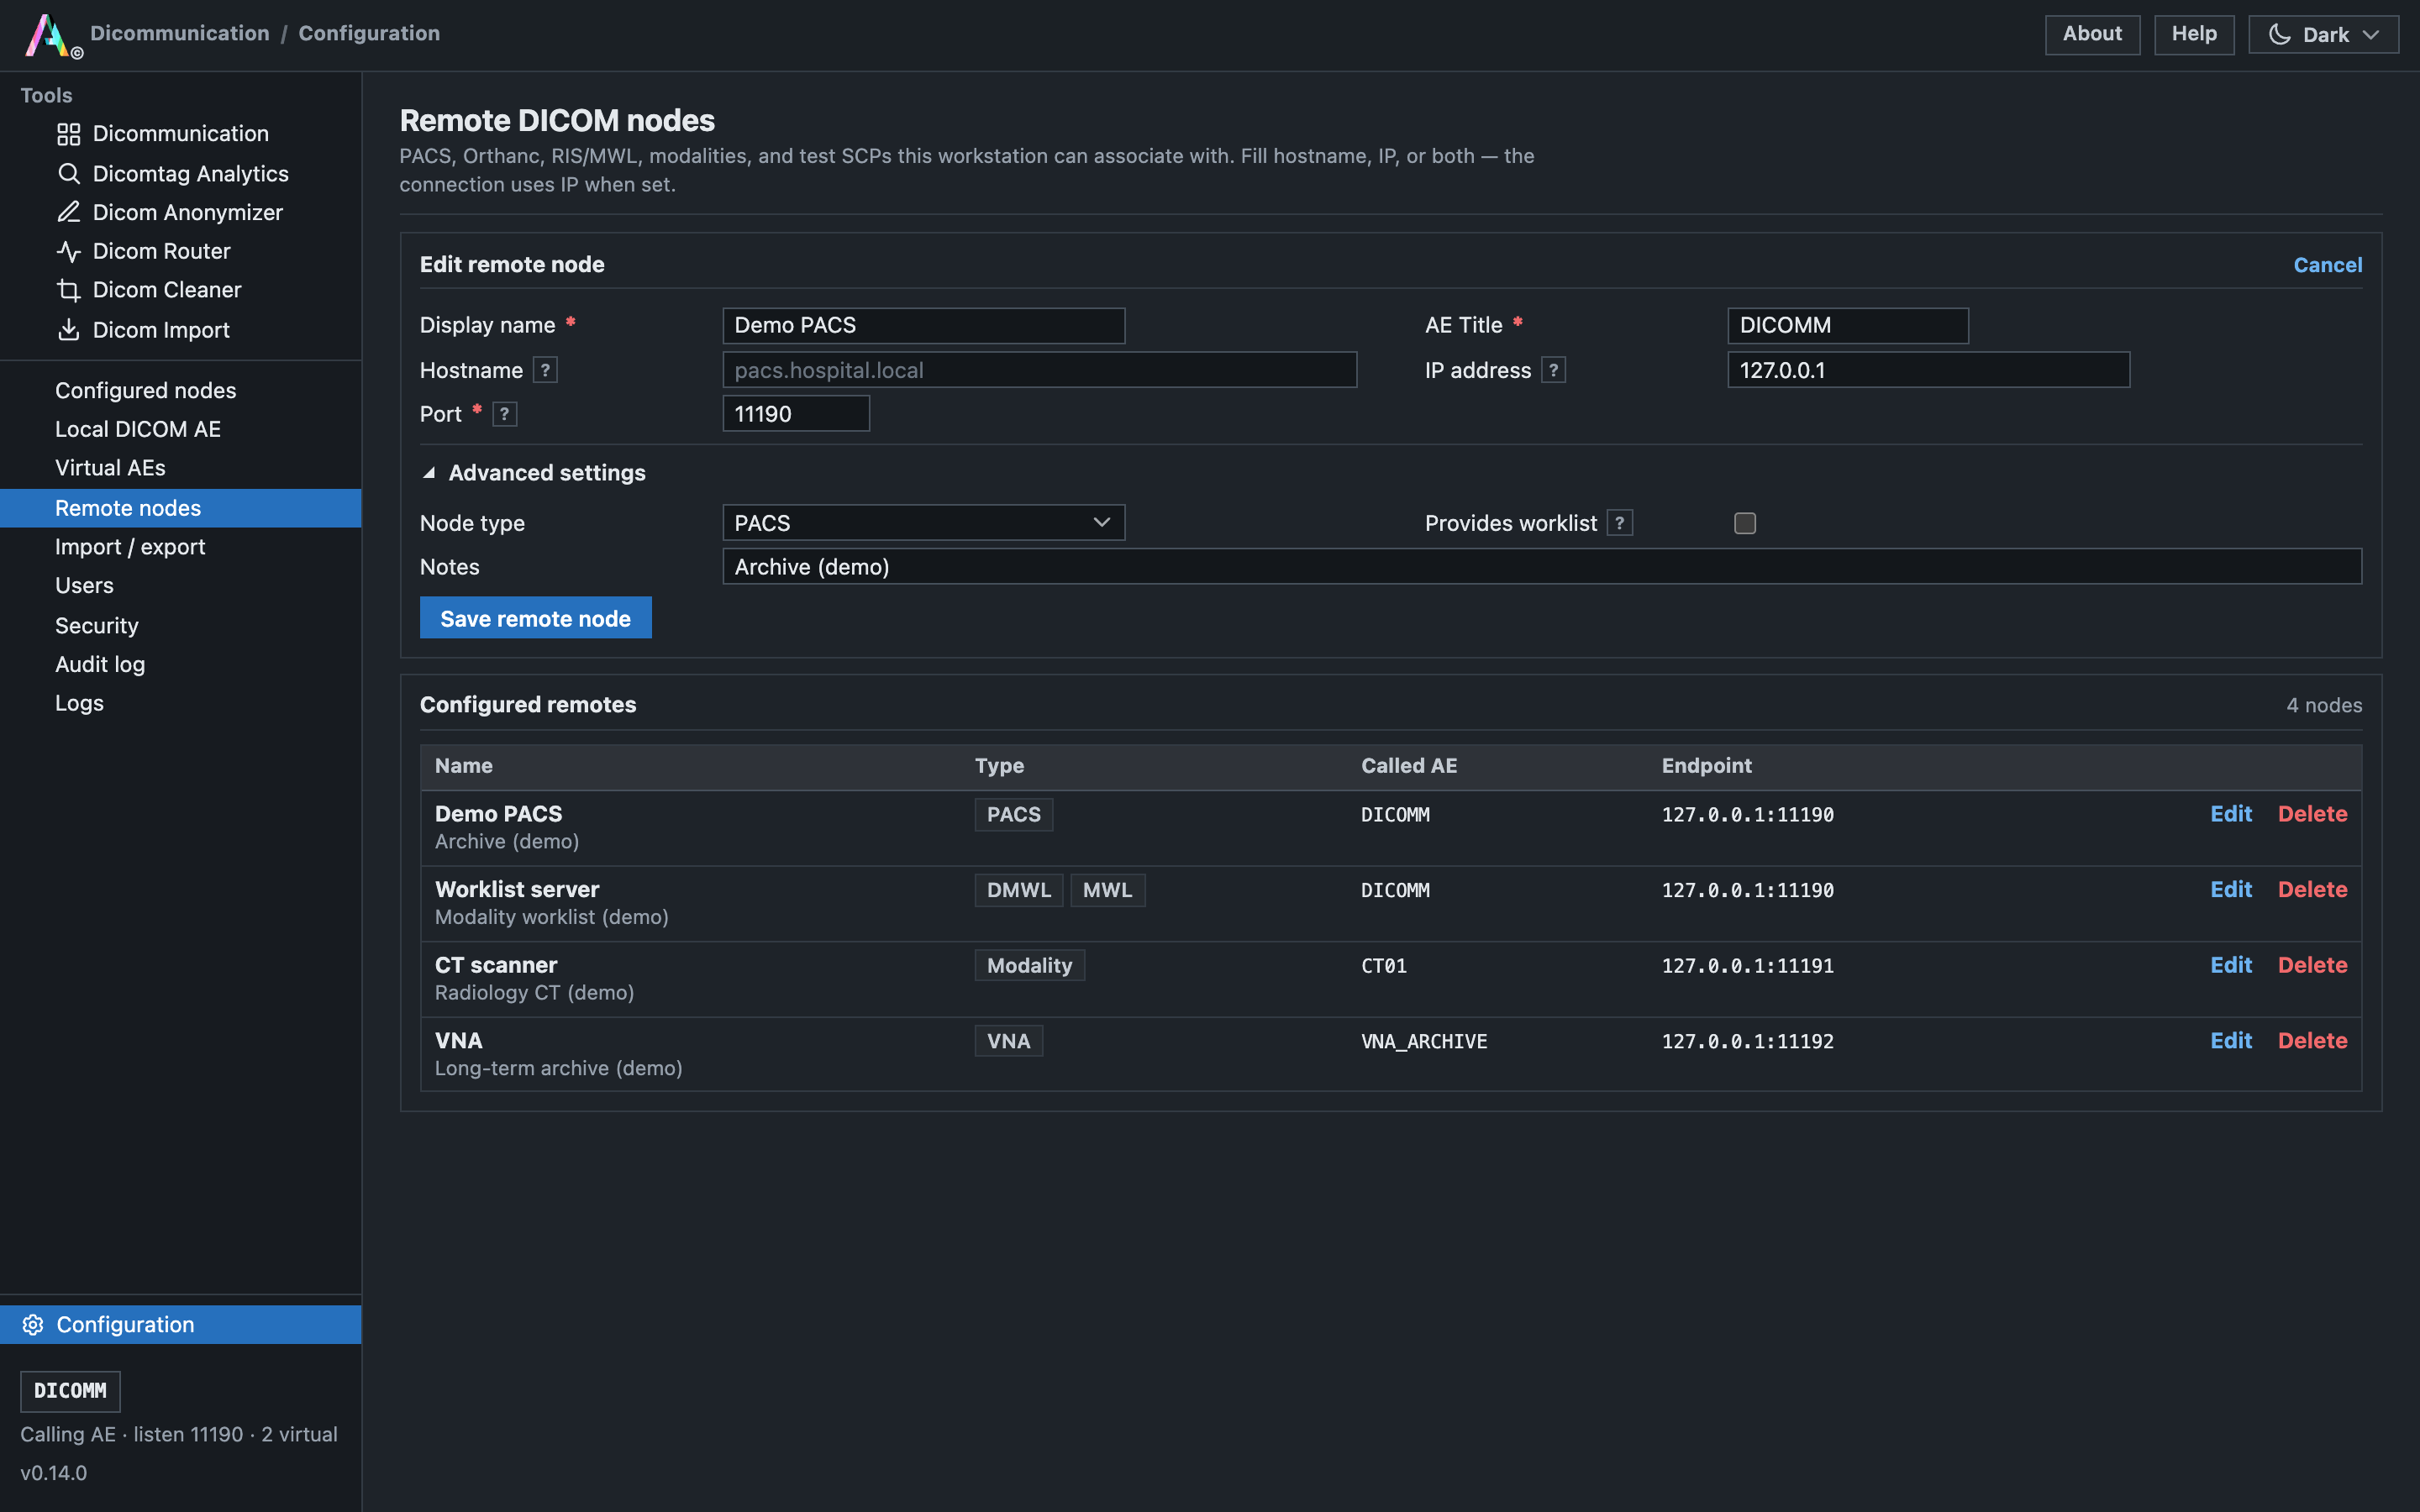 Dicommunication / Configuration
About
Help
Dark
Tools
Dicommunication
Dicomtag Analytics
Dicom Anonymizer
Dicom Router
Dicom Cleaner
Dicom Import
Configured nodes
Local DICOM AE
Virtual AEs
Remote nodes
Import / export
Users
Security
Audit log
Logs
Configuration
DICOMM
Calling AE · listen 11190 · 2 virtual
v0.14.0
Remote DICOM nodes
PACS, Orthanc, RIS/MWL, modalities, and test SCPs this workstation can associate with. Fill hostname, IP, or both — the
connection uses IP when set.
Edit remote node
Cancel
Display name * Demo PACS
AE Title * DICOMM
Hostname ? pacs.hospital.local
IP address ? 127.0.0.1
Port * ? 11190
Advanced settings
Node type PACS
Provides worklist ?
Notes Archive (demo)
Save remote node
Configured remotes
4 nodes
Name Type Called AE Endpoint
Demo PACS PACS DICOMM 127.0.0.1:11190 Edit Delete
Archive (demo)
Worklist server DMWL MWL DICOMM 127.0.0.1:11190 Edit Delete
Modality worklist (demo)
CT scanner Modality CT01 127.0.0.1:11191 Edit Delete
Radiology CT (demo)
VNA VNA VNA_ARCHIVE 127.0.0.1:11192 Edit Delete
Long-term archive (demo)